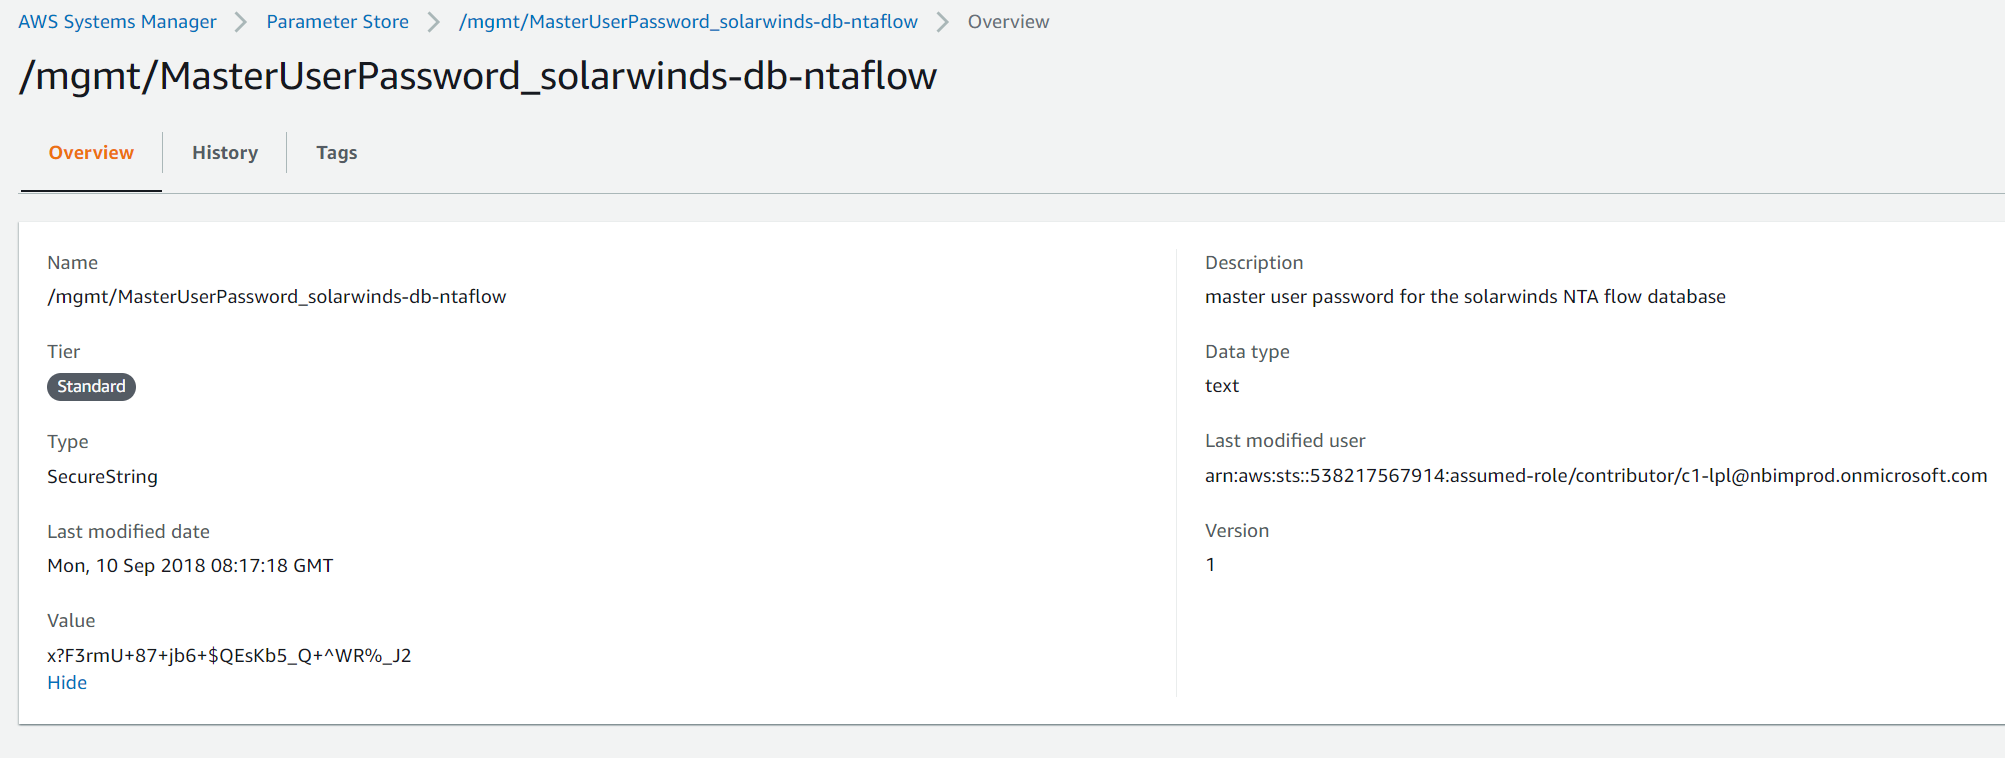 AWS Systems Manager > Parameter Store > /mgmt/MasterUserPassword_solarwinds-db-ntaflow > Overview
/mgmt/MasterUserPassword_solarwinds-db-ntaflow
Overview History Tags
Name
/mgmt/MasterUserPassword_solarwinds-db-ntaflow
Tier
Standard
Type
SecureString
Last modified date
Mon, 10 Sep 2018 08:17:18 GMT
Value
x?F3rmU+87+jb6+$QEsKb5_Q+^WR%_J2
Hide
Description
master user password for the solarwinds NTA flow database
Data type
text
Last modified user
arn:aws:sts::538217567914:assumed-role/contributor/c1-lpl@nbimprod.onmicrosoft.com
Version
1